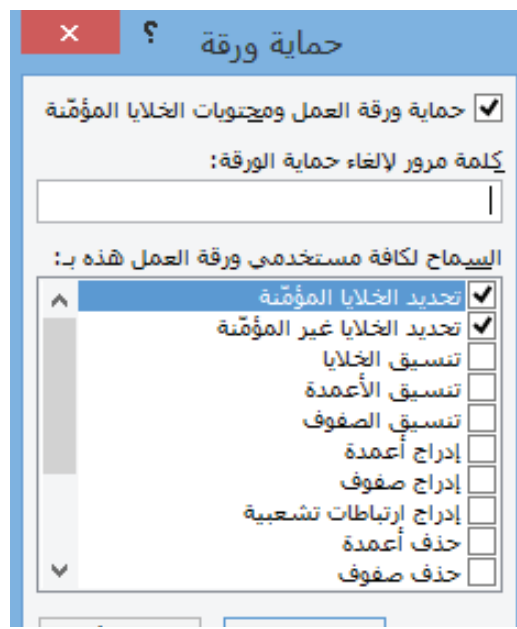 حماية ورقة ؟
حماية ورقة العمل ومحتويات الخلايا المؤمّنة
كلمة مرور لإلغاء حماية الورقة:
السماح لكافة مستخدمي ورقة العمل هذه بـ:
تحديد الخلايا المؤمّنة
تحديد الخلايا غير المؤمّنة
تنسيق الخلايا
تنسيق الأعمدة
تنسيق الصفوف
إدراج أعمدة
إدراج صفوف
إدراج ارتباطات تشعبية
حذف أعمدة
حذف صفوف